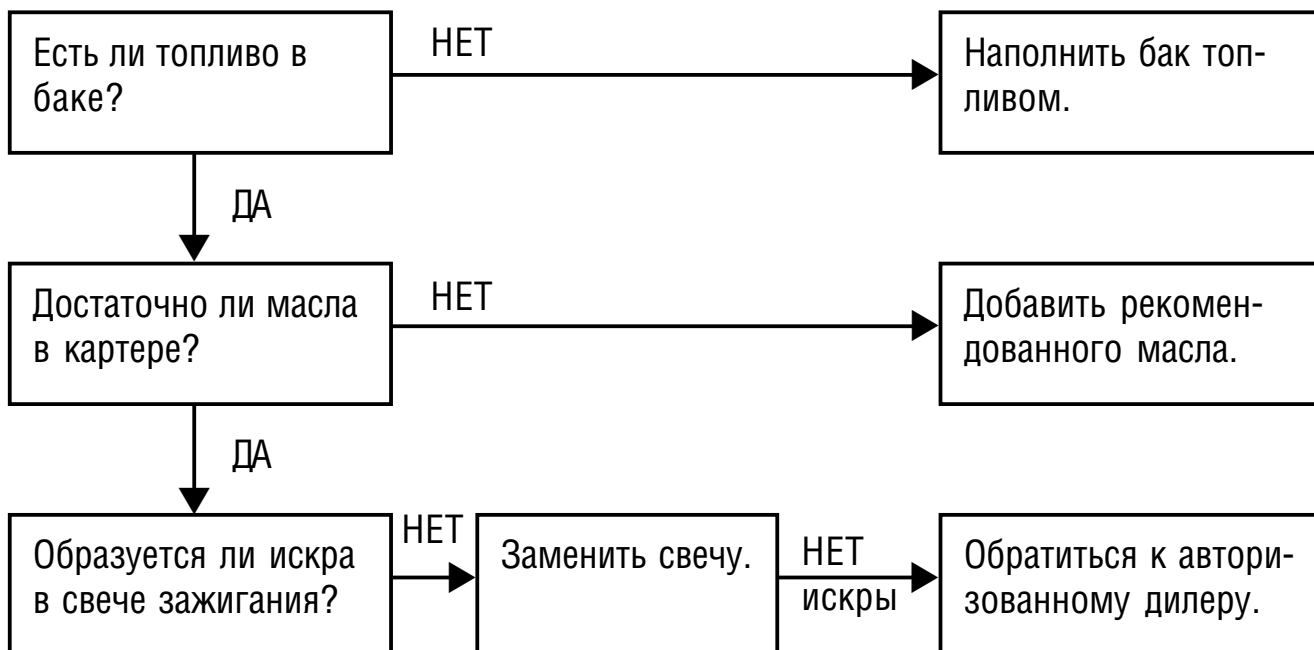 Есть ли топливо в
баке?
НЕТ
Наполнить бак топ-
ливом.
ДА
Достаточно ли масла
в картере?
НЕТ
Добавить рекомен-
дованного масла.
ДА
Образуется ли искра
в свече зажигания?
НЕТ
Заменить свечу.
НЕТ
искры
Обратиться к автори-
зованному дилеру.